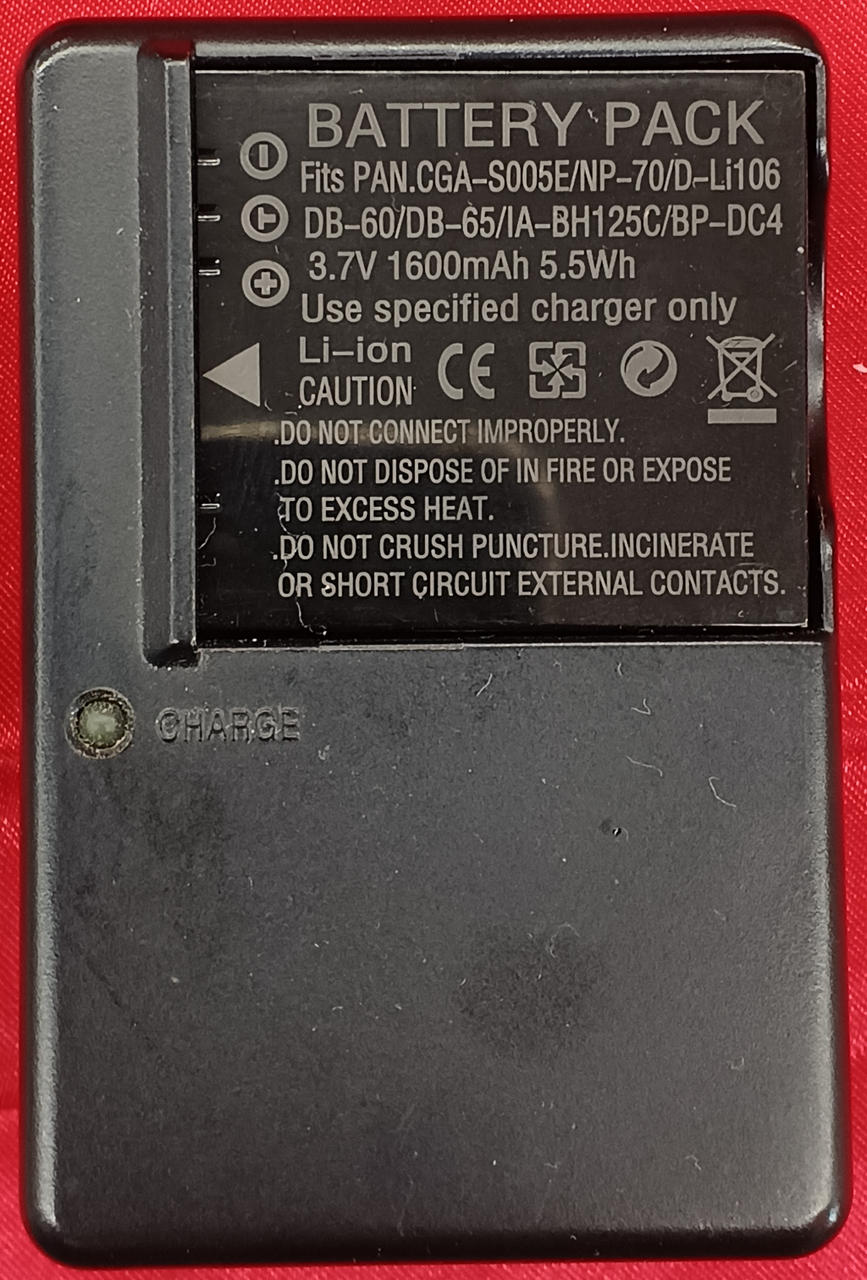 BATTERY PACK
Fits PAN.CGA–S005E/NP–70/D–Li106
DB–60/DB–65/IA–BH125C/BP–DC4
3.7V 1600mAh 5.5Wh
Use specified charger only
Li–ion
CAUTION
.DO NOT CONNECT IMPROPERLY.
.DO NOT DISPOSE OF IN FIRE OR EXPOSE
TO EXCESS HEAT.
.DO NOT CRUSH PUNCTURE.INCINERATE
OR SHORT CIRCUIT EXTERNAL CONTACTS.
CHARGE